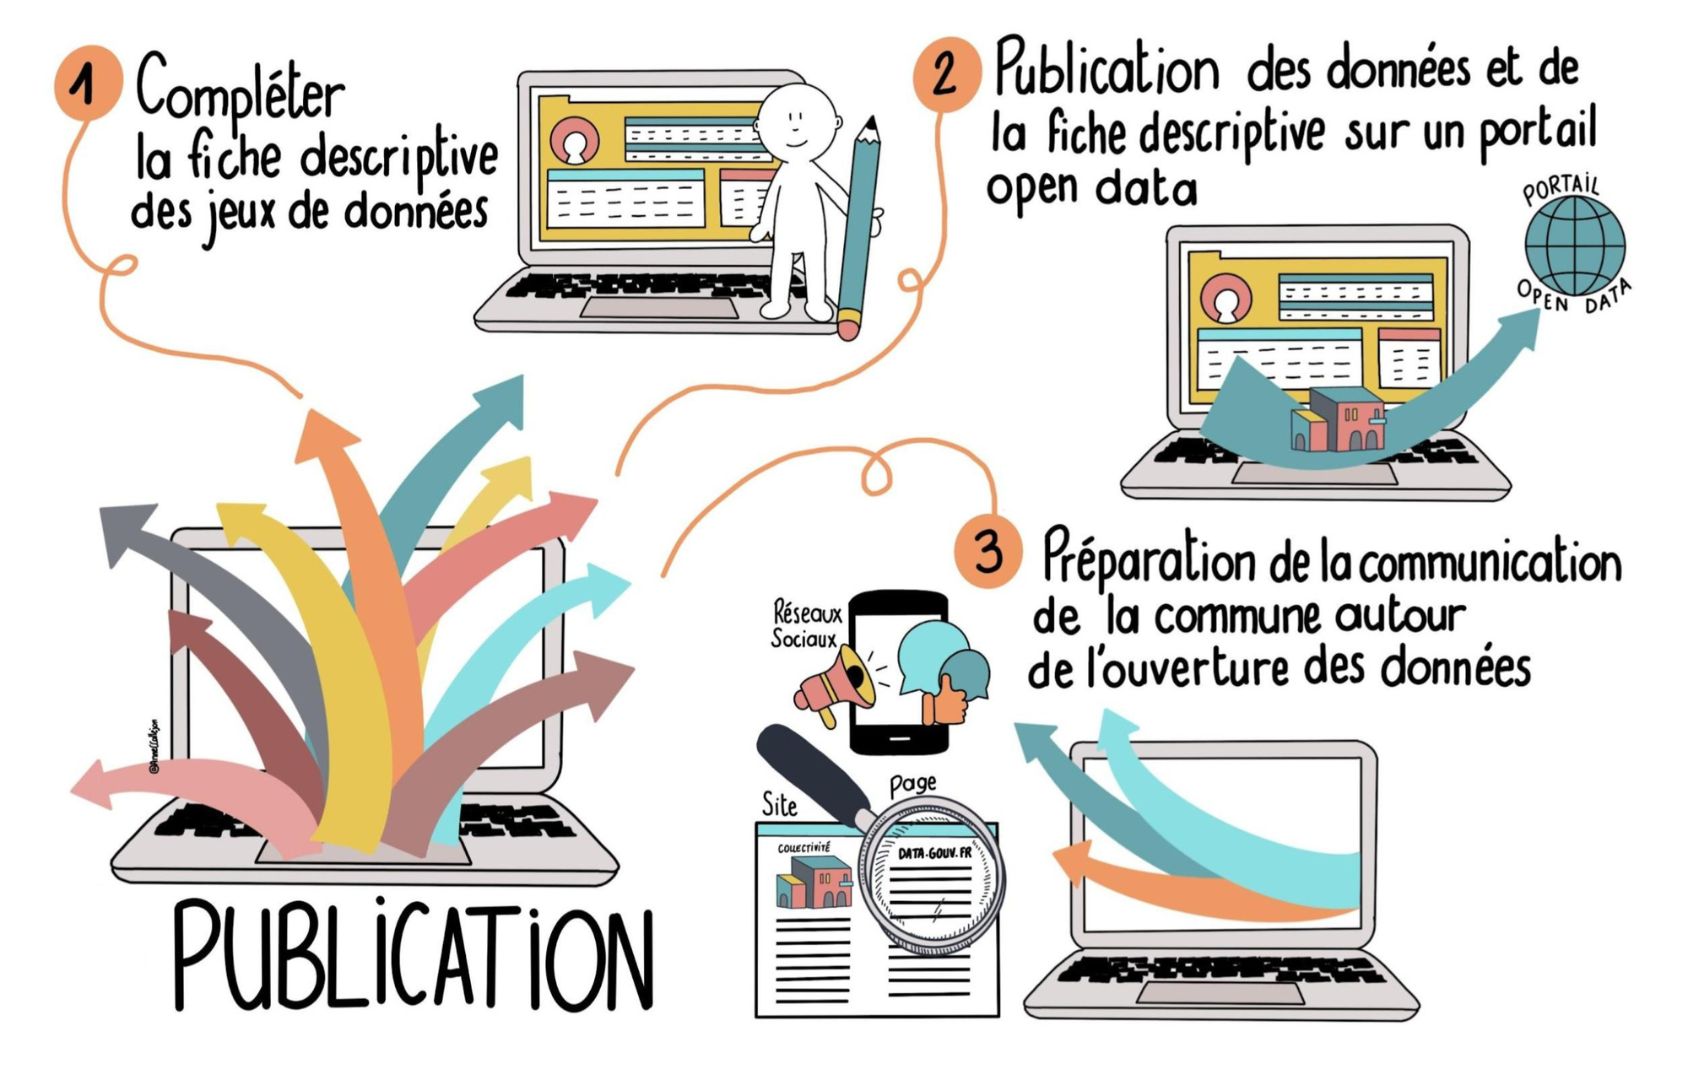 1
Compléter
la fiche descriptive
des jeux de données
2
Publication des données et de
la fiche descriptive sur un portail
open data
PORTAIL
OPEN DATA
3
Préparation de la communication
de la commune autour
de l'ouverture des données
Réseaux
Sociaux
Site
Page
COLLECTIVITÉ
DATA.GOUV.FR
PUBLICATION